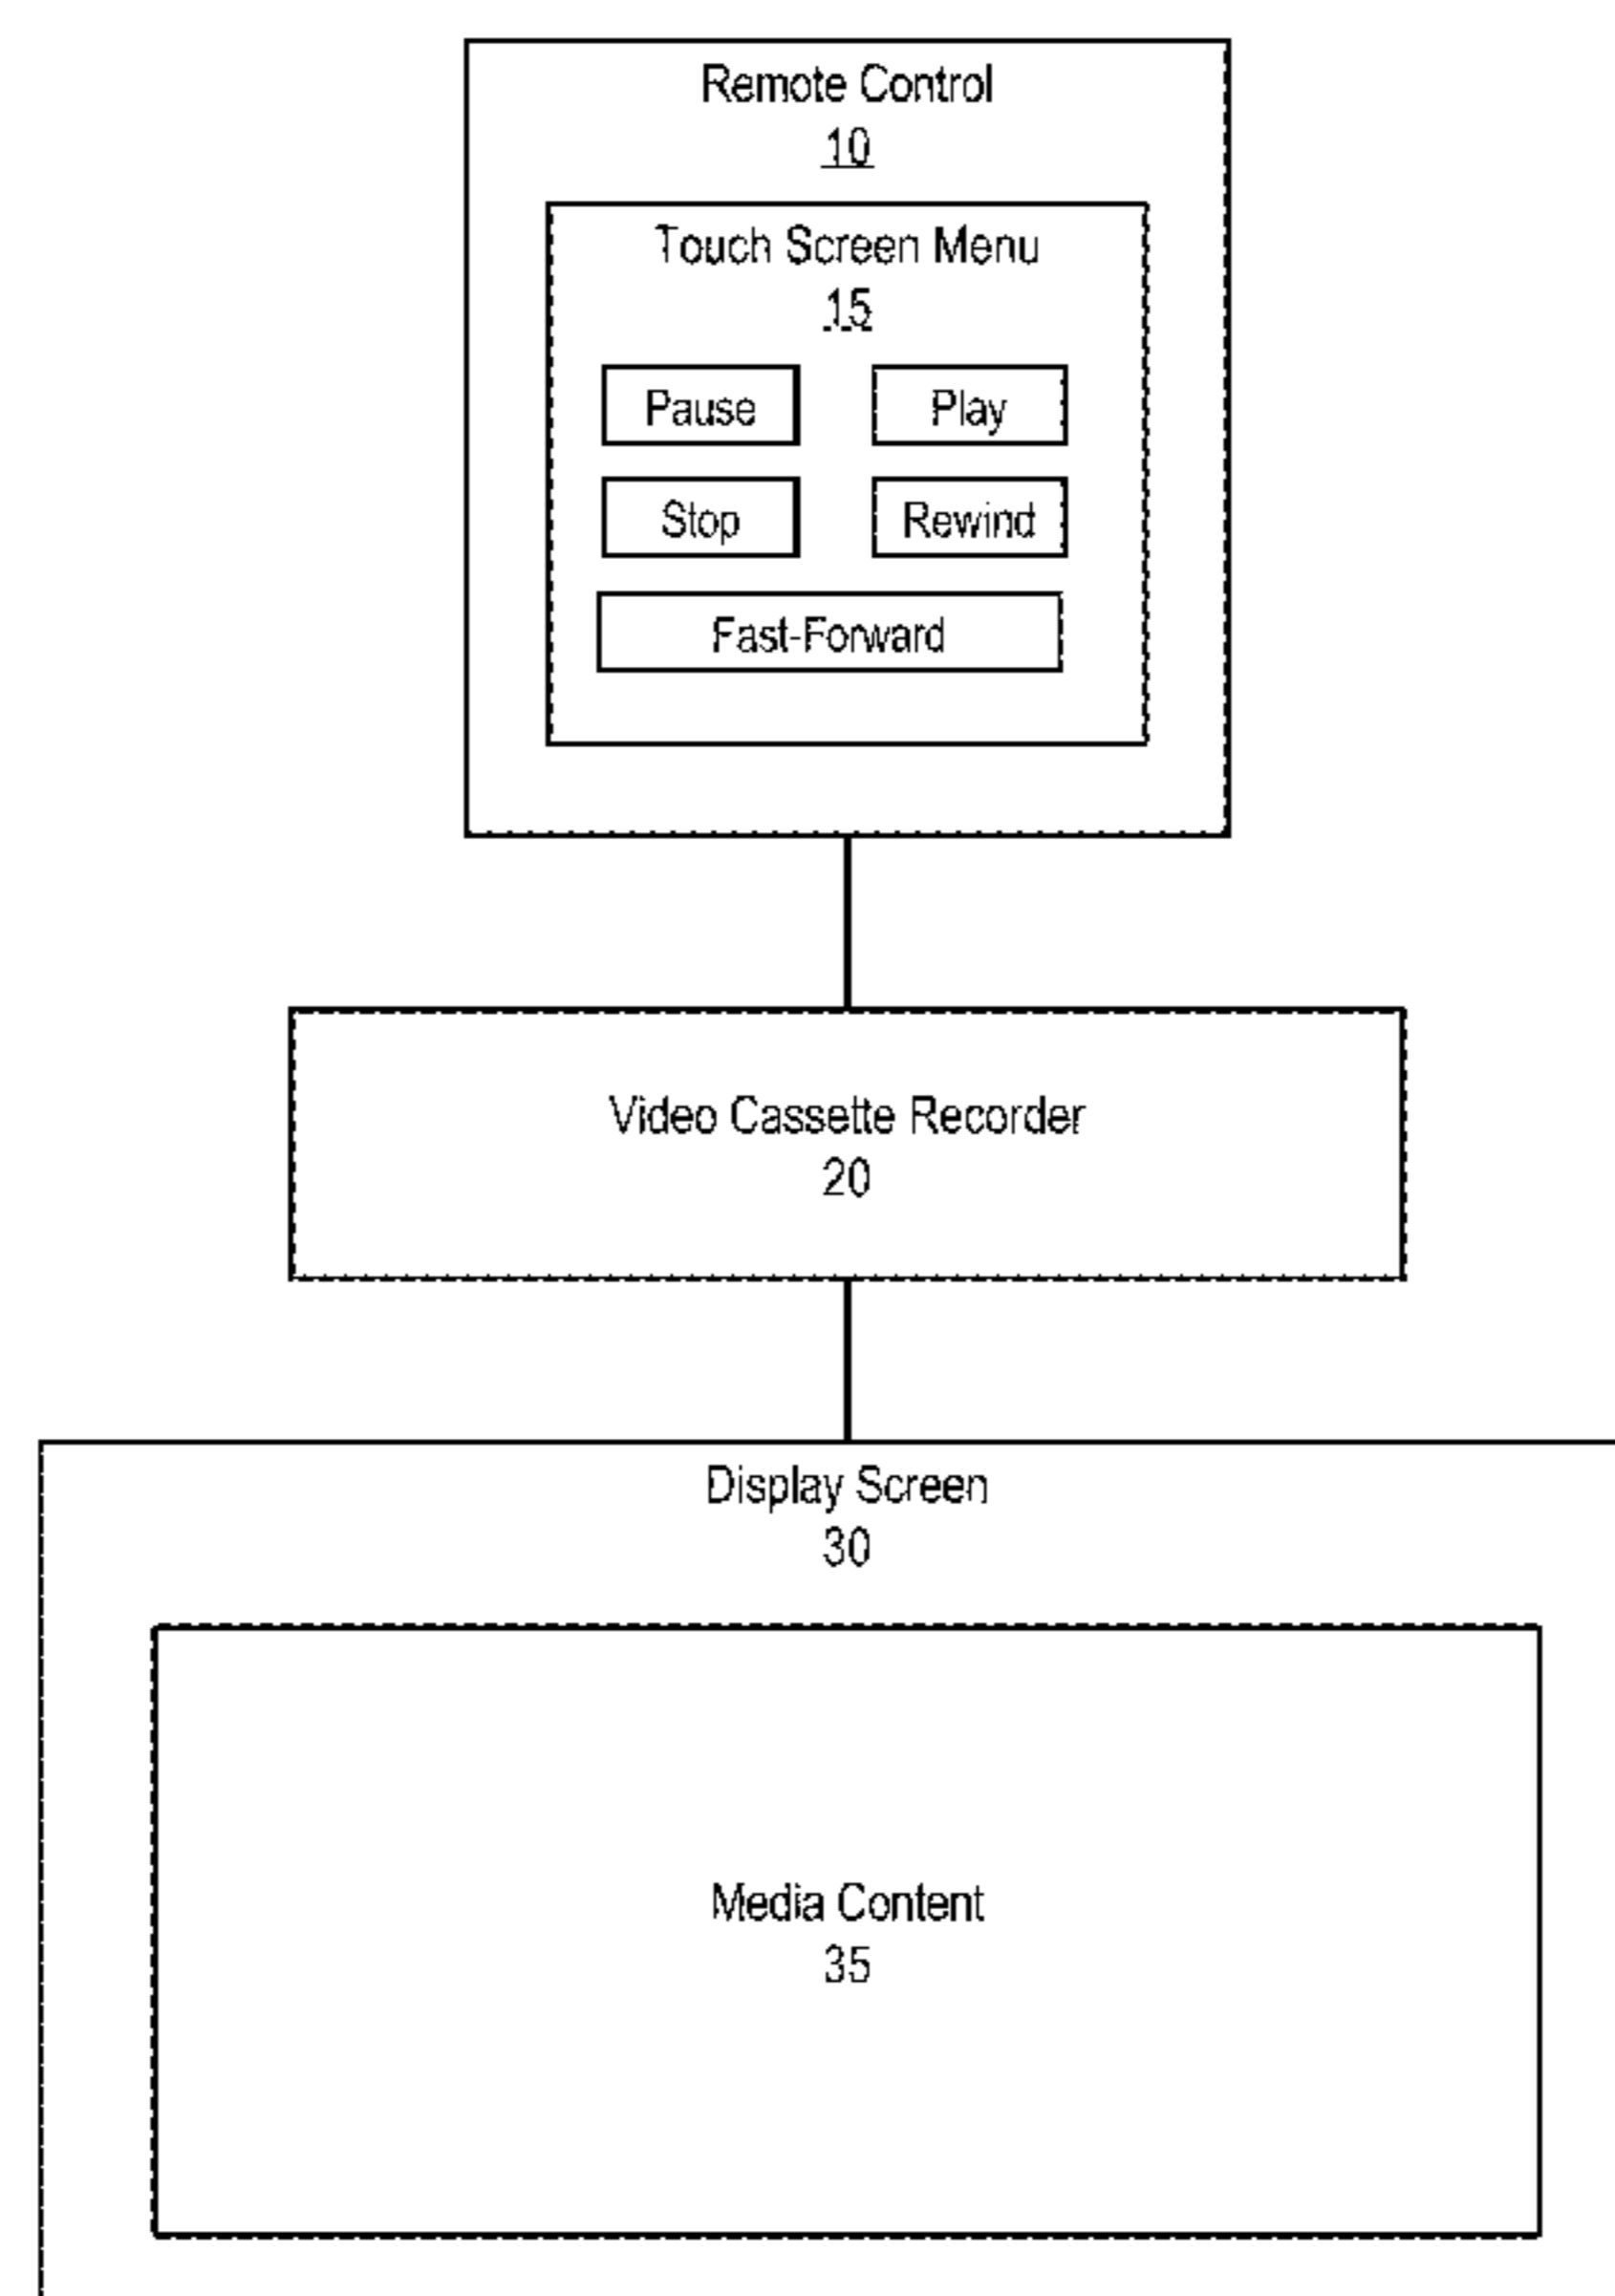 Remote Control
10
Touch Screen Menu
15
Pause
Play
Stop
Rewind
Fast-Forward
Video Cassette Recorder
20
Display Screen
30
Media Content
35